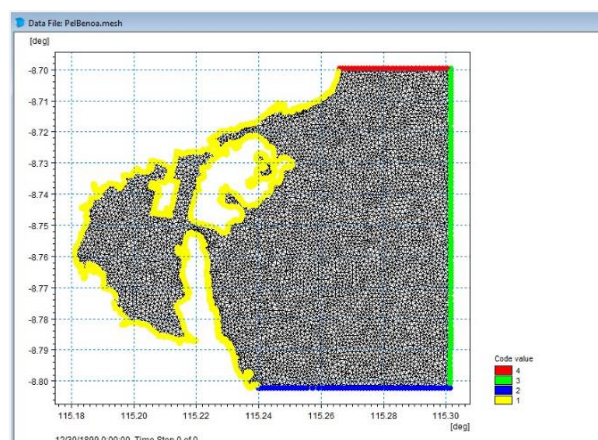 Data File: PelBenoa.mesh
[deg]
-8.70
-8.71
-8.72
-8.73
-8.74
-8.75
-8.76
-8.77
-8.78
-8.79
-8.80
115.18 115.20 115.22 115.24 115.26 115.28 115.30
[deg]
Code value
4
3
2
1
12/30/1899 0:00:00, Time Step 0 of 0